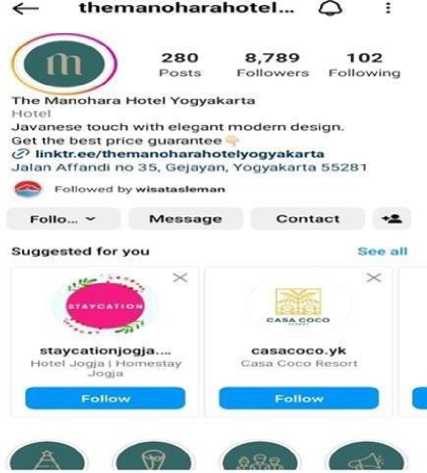 themanoharahotel...
m
280 8,789 102
Posts Followers Following
The Manohara Hotel Yogyakarta
Hotel
Javanese touch with elegant modern design.
Get the best price guarantee👇🏻
linktr.ee/themanoharahotelyogyakarta
Jalan Affandi no 35, Gejayan, Yogyakarta 55281
Followed by wisatasleman
Follo... Message Contact
Suggested for you See all
STAYCATION
CASA COCO
staycationjogja.... casacoco.yk
Hotel Jogja | Homestay Casa Coco Resort
Jogja
Follow Follow